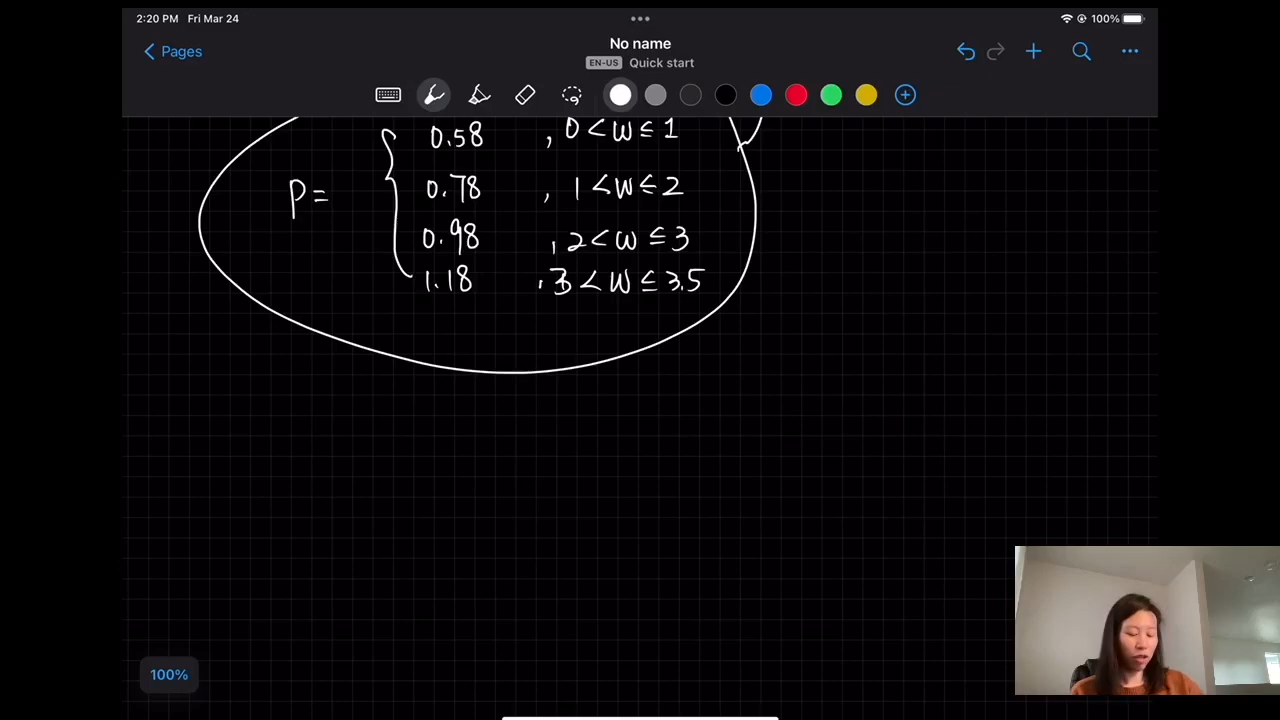 2:20 PM Fri Mar 24
100%
Pages
No name
EN-US Quick start
P=
0.58 , 0 < W ≤ 1
0.78 , 1 < W ≤ 2
0.98 , 2 < W ≤ 3
1.18 , 3 < W ≤ 3.5
100%